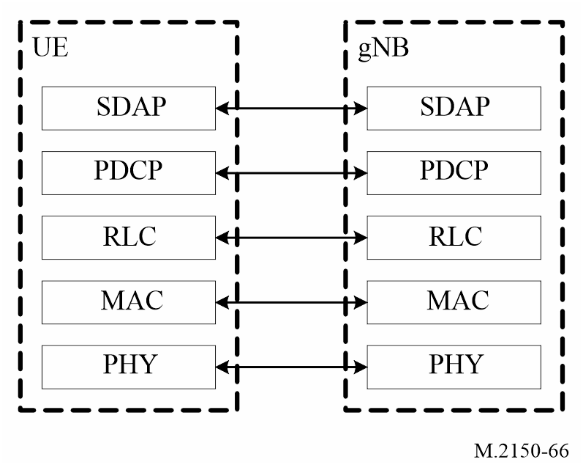 UE
gNB
SDAP
SDAP
PDCP
PDCP
RLC
RLC
MAC
MAC
PHY
PHY
M.2150-66